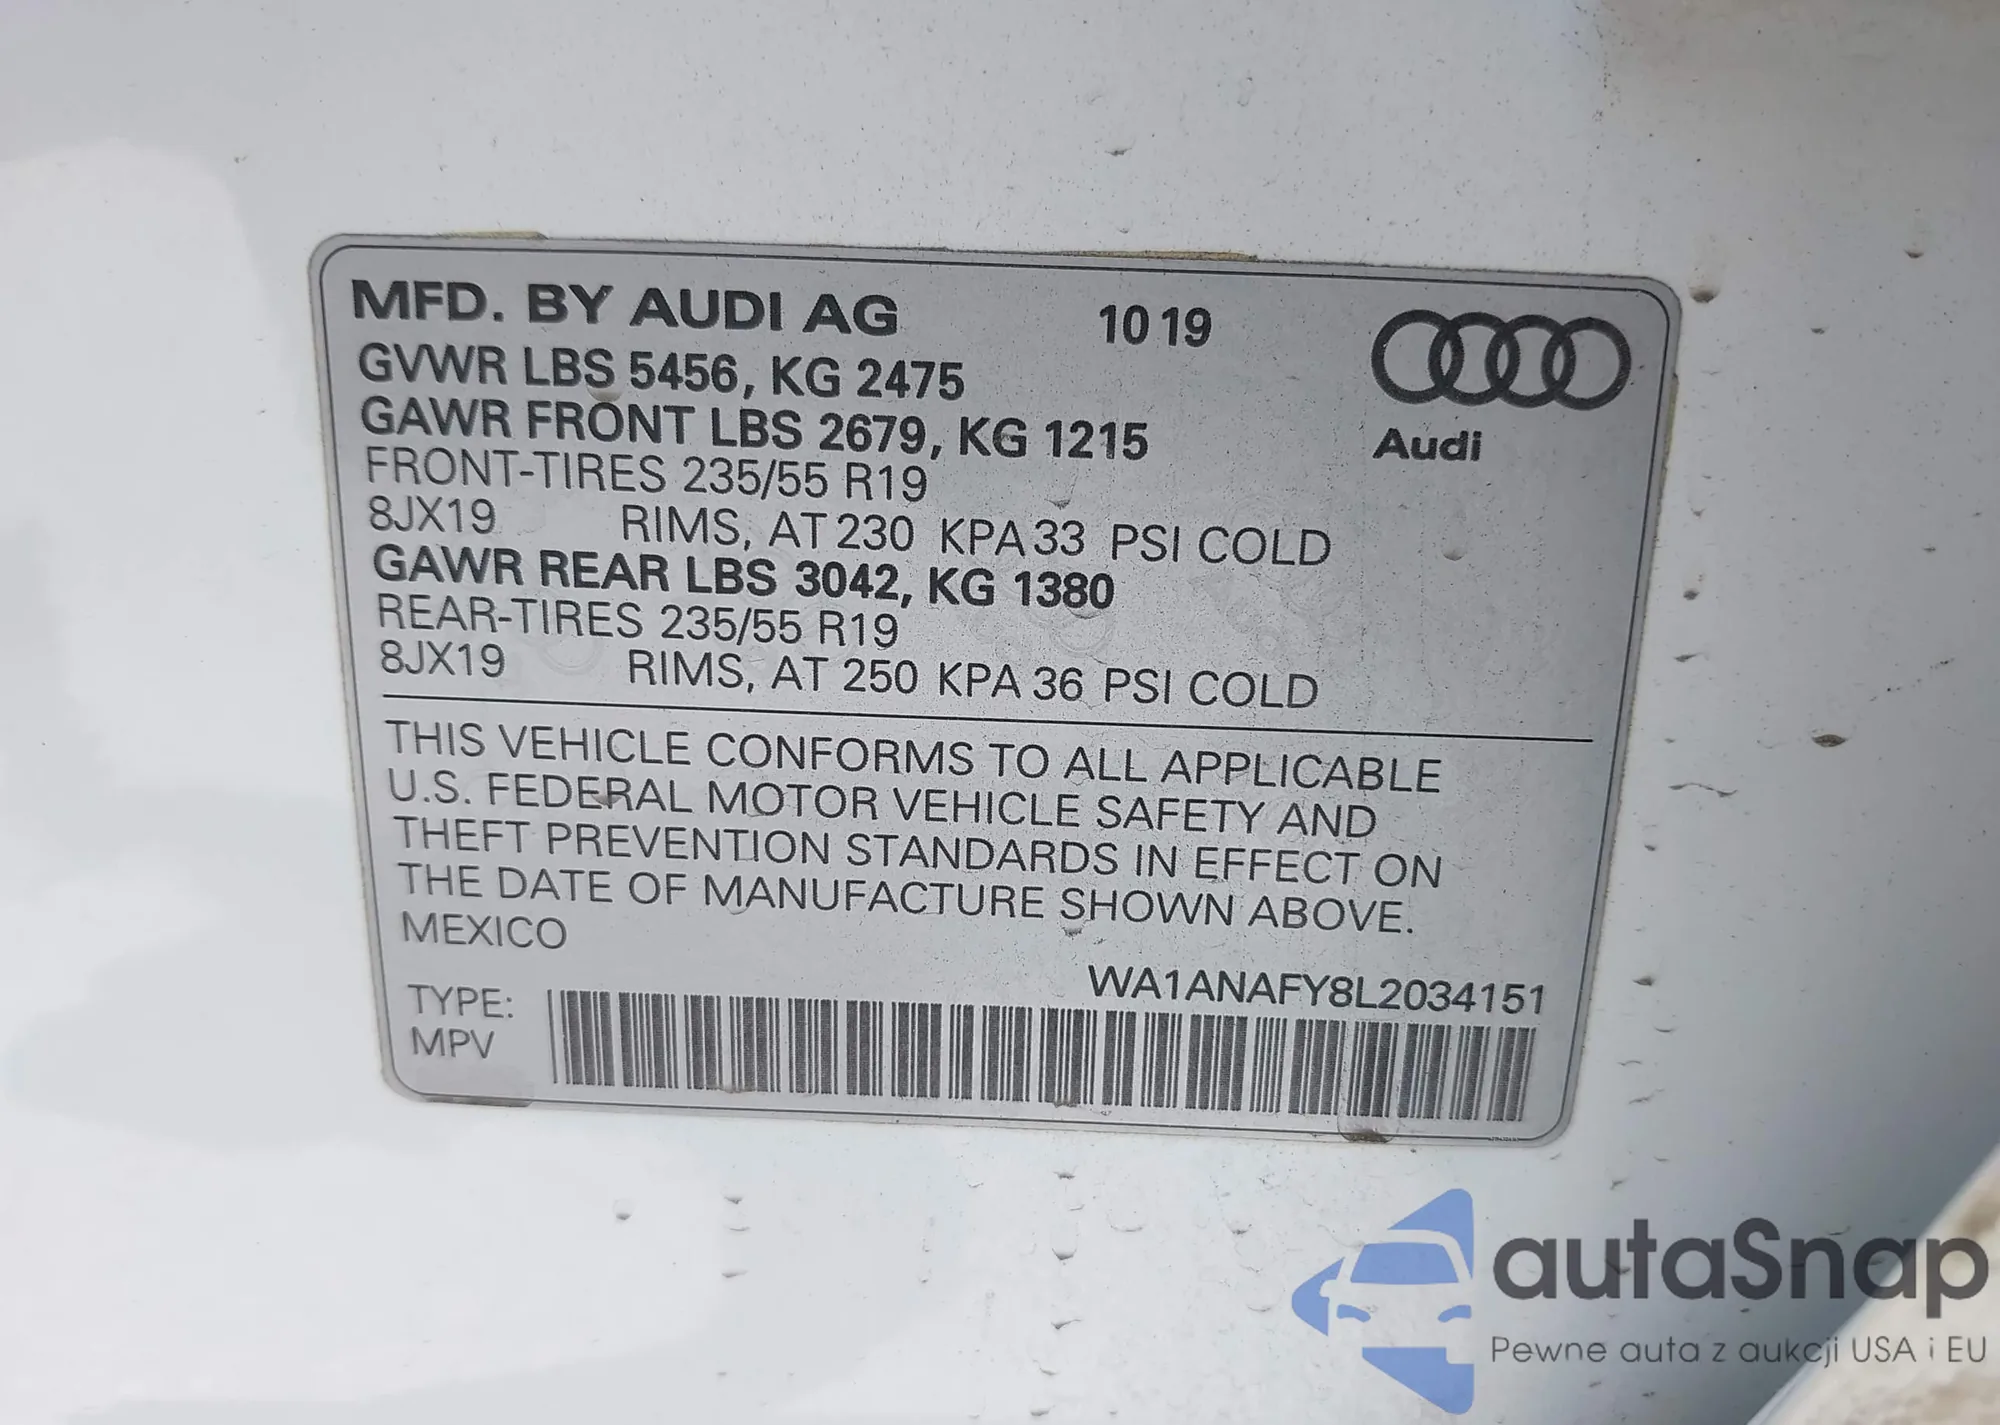 MFD. BY AUDI AG 10 19
GVWR LBS 5456, KG 2475
GAWR FRONT LBS 2679, KG 1215
Audi
FRONT-TIRES 235/55 R19
8JX19 RIMS, AT 230 KPA 33 PSI COLD
GAWR REAR LBS 3042, KG 1380
REAR-TIRES 235/55 R19
8JX19 RIMS, AT 250 KPA 36 PSI COLD
THIS VEHICLE CONFORMS TO ALL APPLICABLE
U.S. FEDERAL MOTOR VEHICLE SAFETY AND
THEFT PREVENTION STANDARDS IN EFFECT ON
THE DATE OF MANUFACTURE SHOWN ABOVE.
MEXICO
WA1ANAFY8L2034151
TYPE:
MPV
autaSnap
Pewne auta z aukcji USA i EU